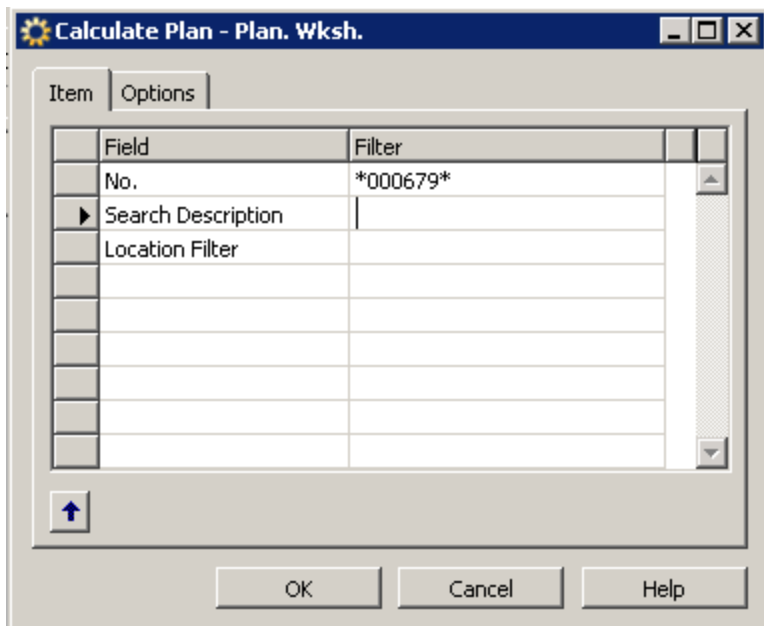 Calculate Plan - Plan. Wksh.
Item Options
Field Filter
No. *000679*
Search Description
Location Filter
OK Cancel Help